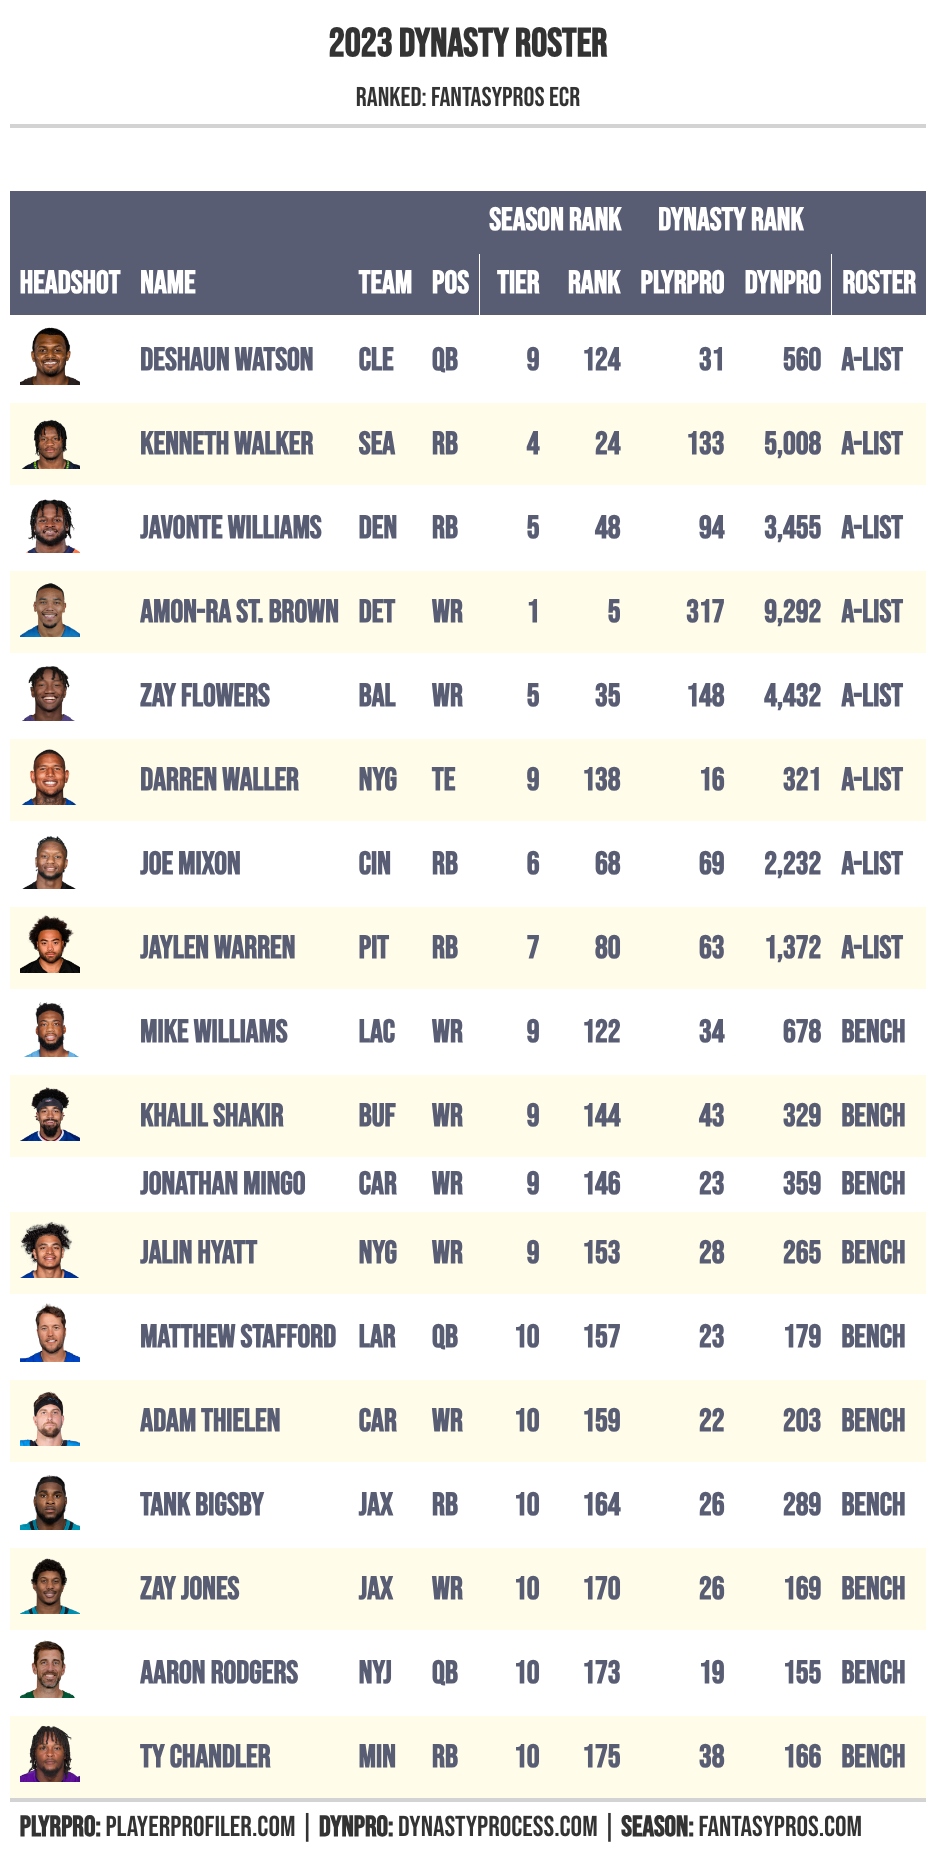 2023 DYNASTY ROSTER
RANKED: FANTASYPROS ECR
SEASON RANK DYNASTY RANK
HEADSHOT NAME TEAM POS TIER RANK PLYRPRO DYNPRO ROSTER
DESHAUN WATSON CLE QB 9 124 31 560 A-LIST
KENNETH WALKER SEA RB 4 24 133 5,008 A-LIST
JAVONTE WILLIAMS DEN RB 5 48 94 3,455 A-LIST
AMON-RA ST. BROWN DET WR 1 5 317 9,292 A-LIST
ZAY FLOWERS BAL WR 5 35 148 4,432 A-LIST
DARREN WALLER NYG TE 9 138 16 321 A-LIST
JOE MIXON CIN RB 6 68 69 2,232 A-LIST
JAYLEN WARREN PIT RB 7 80 63 1,372 A-LIST
MIKE WILLIAMS LAC WR 9 122 34 678 BENCH
KHALIL SHAKIR BUF WR 9 144 43 329 BENCH
JONATHAN MINGO CAR WR 9 146 23 359 BENCH
JALIN HYATT NYG WR 9 153 28 265 BENCH
MATTHEW STAFFORD LAR QB 10 157 23 179 BENCH
ADAM THIELEN CAR WR 10 159 22 203 BENCH
TANK BIGSBY JAX RB 10 164 26 289 BENCH
ZAY JONES JAX WR 10 170 26 169 BENCH
AARON RODGERS NYJ QB 10 173 19 155 BENCH
TY CHANDLER MIN RB 10 175 38 166 BENCH
PLYRPRO: PLAYERPROFILER.COM | DYNPRO: DYNASTYPROCESS.COM | SEASON: FANTASYPROS.COM